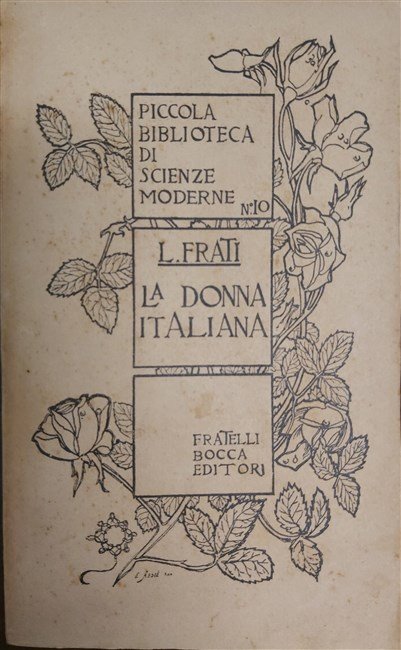 PICCOLA
BIBLIOTECA
DI
SCIENZE
MODERNE
N.º 10
L. FRATI
LA DONNA
ITALIANA
FRATELLI
BOCCA
EDITORI